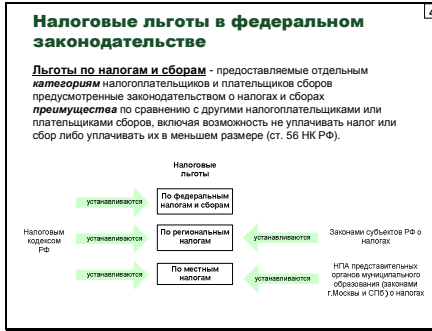 Налоговые льготы в федеральном
законодательстве
Льготы по налогам и сборам - предоставляемые отдельным
категориям налогоплательщиков и плательщиков сборов
предусмотренные законодательством о налогах и сборах
преимущества по сравнению с другими налогоплательщиками или
плательщиками сборов, включая возможность не уплачивать налог или
сбор либо уплачивать их в меньшем размере (ст. 56 НК РФ).
Налоговые
льготы
устанавливаются
По федеральным
налогам и сборам
Налоговым
кодексом
РФ
устанавливаются
По региональным
налогам
устанавливаются
Законами субъектов РФ о
налогах
устанавливаются
По местным
налогам
устанавливаются
НПА представительных
органов муниципального
образования (законами
г.Москвы и СПб) о налогах